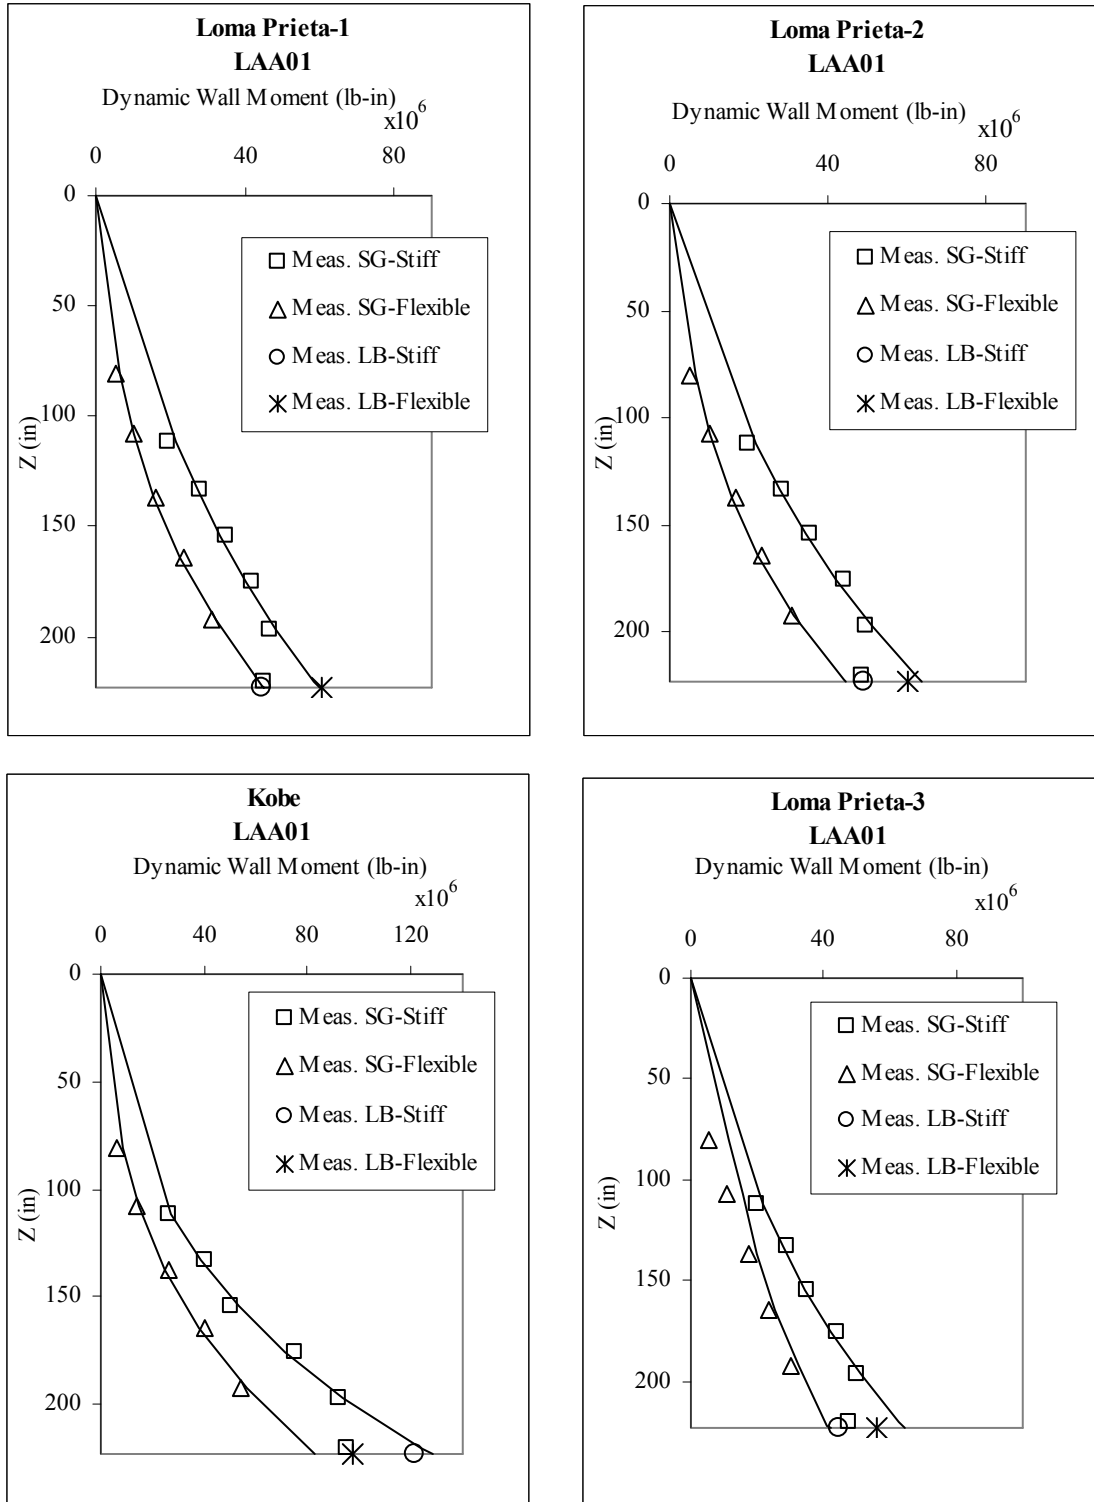 Loma Prieta-1
LAA01
Dynamic Wall Moment (lb-in)
x10^6
0 40 80
0
50
100
150
200
Z (in)
Meas. SG-Stiff
Meas. SG-Flexible
Meas. LB-Stiff
Meas. LB-Flexible
Loma Prieta-2
LAA01
Dynamic Wall Moment (lb-in)
x10^6
0 40 80
0
50
100
150
200
Z (in)
Meas. SG-Stiff
Meas. SG-Flexible
Meas. LB-Stiff
Meas. LB-Flexible
Kobe
LAA01
Dynamic Wall Moment (lb-in)
x10^6
0 40 80 120
0
50
100
150
200
Z (in)
Meas. SG-Stiff
Meas. SG-Flexible
Meas. LB-Stiff
Meas. LB-Flexible
Loma Prieta-3
LAA01
Dynamic Wall Moment (lb-in)
x10^6
0 40 80
0
50
100
150
200
Z (in)
Meas. SG-Stiff
Meas. SG-Flexible
Meas. LB-Stiff
Meas. LB-Flexible